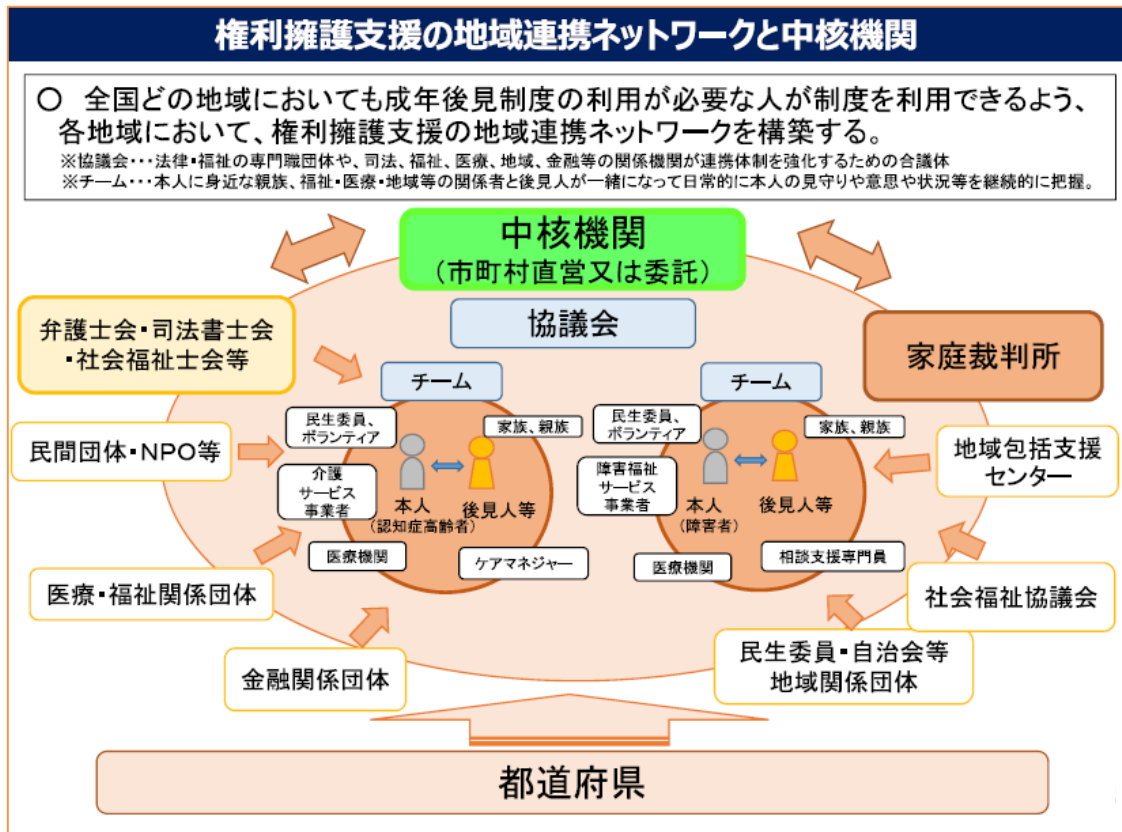 権利擁護支援の地域連携ネットワークと中核機関
○ 全国どの地域においても成年後見制度の利用が必要な人が制度を利用できるよう、
各地域において、権利擁護支援の地域連携ネットワークを構築する。
※協議会・・・法律・福祉の専門職団体や、司法、福祉、医療、地域、金融等の関係機関が連携体制を強化するための合議体
※チーム・・・本人に身近な親族、福祉・医療・地域等の関係者と後見人が一緒になって日常的に本人の見守りや意思や状況等を継続的に把握。
中核機関
（市町村直営又は委託）
協議会
弁護士会・司法書士会
・社会福祉士会等
家庭裁判所
チーム
民生委員、
ボランティア
家族、親族
介護
サービス
事業者
本人
（認知症高齢者）
後見人等
医療機関
ケアマネジャー
チーム
民生委員、
ボランティア
家族、親族
障害福祉
サービス
事業者
本人
（障害者）
後見人等
医療機関
相談支援専門員
民間団体・NPO等
地域包括支援
センター
医療・福祉関係団体
社会福祉協議会
金融関係団体
民生委員・自治会等
地域関係団体
都道府県